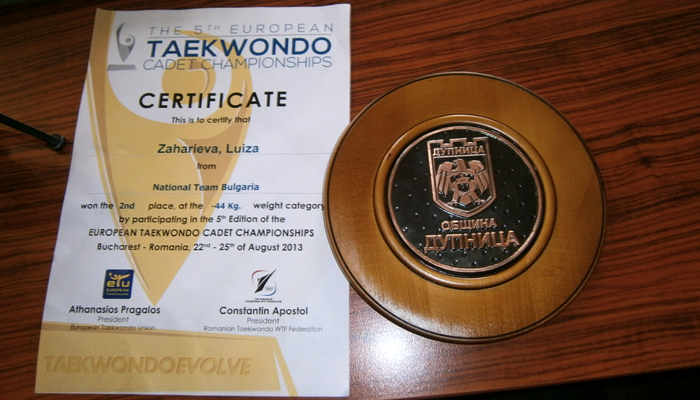 THE 5TH EUROPEAN
TAEKWONDO
CADET CHAMPIONSHIPS
CERTIFICATE
This is to certify that
Zaharieva, Luiza
from
National Team Bulgaria
won the 2nd place, at the -44 Kg. weight category
by participating in the 5th Edition of the
EUROPEAN TAEKWONDO CADET CHAMPIONSHIPS
Bucharest - Romania, 22nd - 25th of August 2013
eTU
EUROPEAN
Athanasios Pragalos
President
European Taekwondo Union
Constantin Apostol
President
Romanian Taekwondo WTF Federation
TAEKWONDOEVOLVE
ДУПНИЦА
ОБЩИНА
ДУПНИЦА